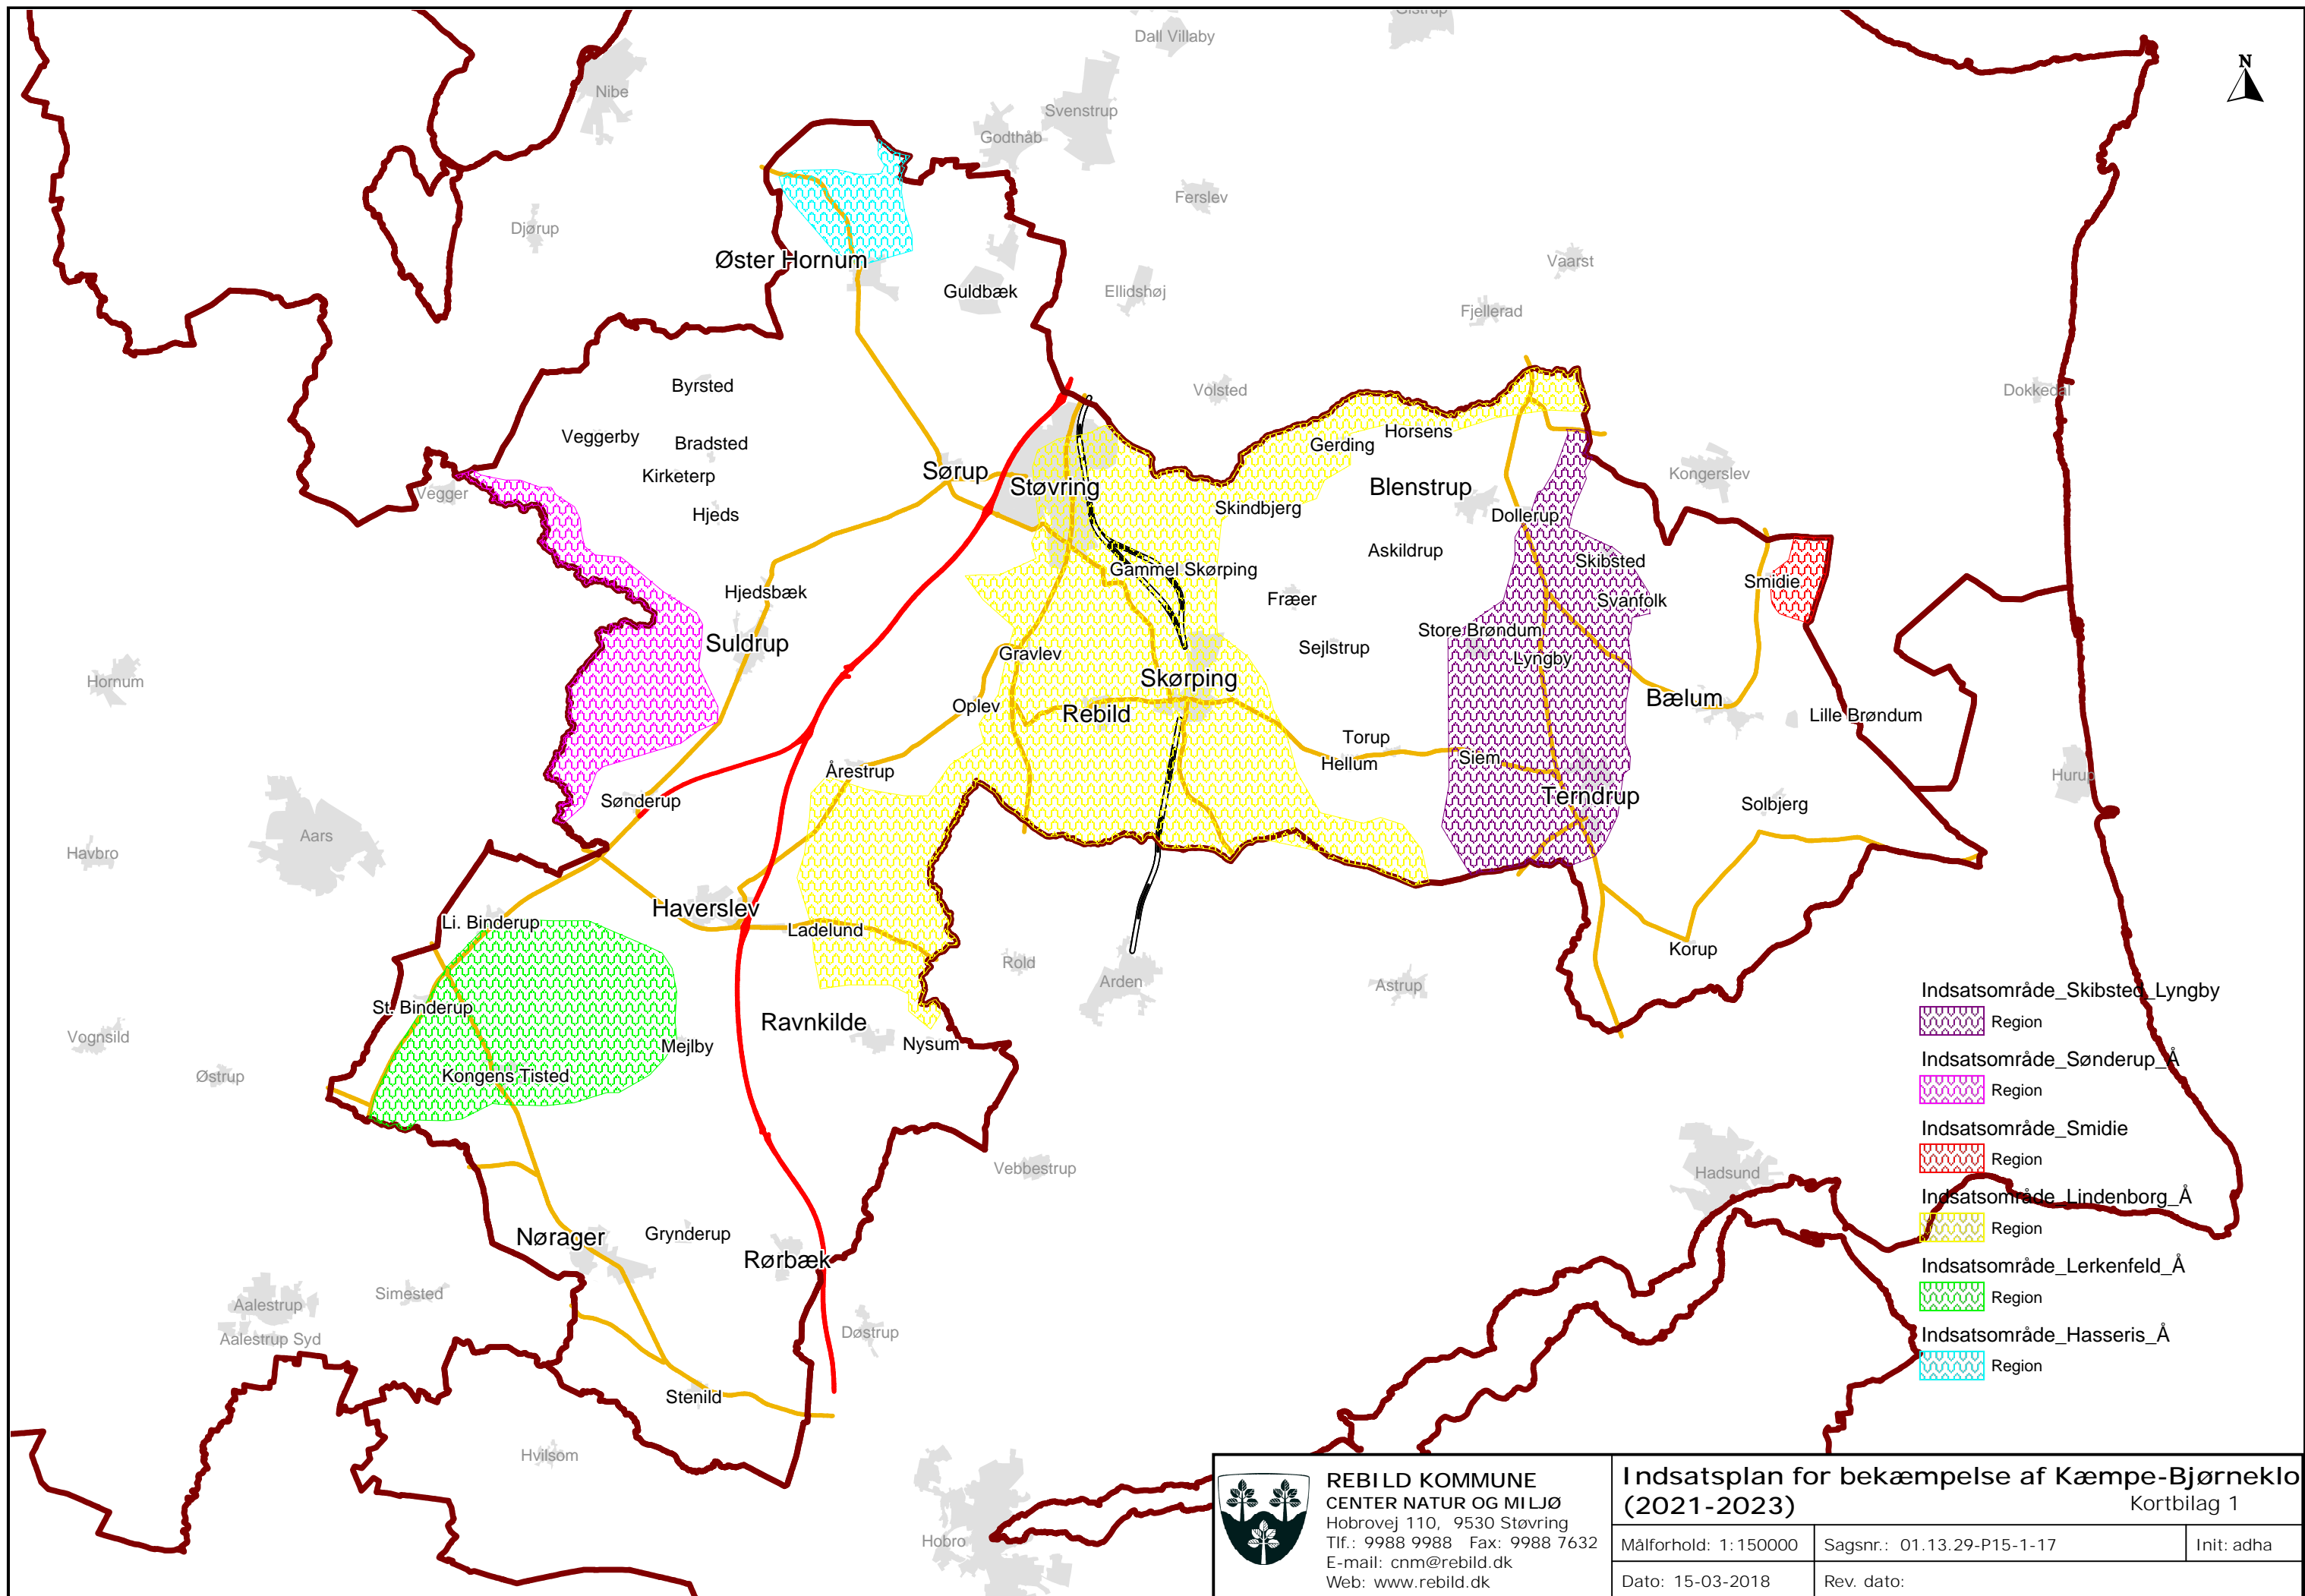 Gistrup
Dall Villaby
N
Nibe
Svenstrup
Godthåb
Ferslev
Djørup
Øster Hornum
Vaarst
Guldbæk
Ellidshøj
Fjellerad
Byrsted
Volsted
Dokkedal
Veggerby
Bradsted
Horsens
Gerding
Kirketerp
Sørup
Kongerslev
Vegger
Støvring
Blenstrup
Hjeds
Skindbjerg
Dollerup
Askildrup
Gammel Skørping
Skibsted
Smidie
Hjedsbæk
Fræer
Svanfolk
Store Brøndum
Suldrup
Sejlstrup
Gravlev
Lyngby
Hornum
Skørping
Bælum
Oplev
Rebild
Lille Brøndum
Torup
Siem
Hellum
Årestrup
Hurup
Sønderup
Terndrup
Solbjerg
Aars
Havbro
Haverslev
Li. Binderup
Ladelund
Korup
Rold
Arden
Astrup
St. Binderup
Ravnkilde
Vognsild
Nysum
Mejlby
Østrup
Kongens Tisted
Vebbestrup
Hadsund
Nørager
Grynderup
Rørbæk
Simested
Aalestrup
Døstrup
Aalestrup Syd
Stenild
Hvilsom
Hobro
Indsatsområde_Skibsted_Lyngby
Region
Indsatsområde_Sønderup_Å
Region
Indsatsområde_Smidie
Region
Indsatsområde_Lindenborg_Å
Region
Indsatsområde_Lerkenfeld_Å
Region
Indsatsområde_Hasseris_Å
Region
REBILD KOMMUNE
CENTER NATUR OG MILJØ
Hobrovej 110, 9530 Støvring
Tlf.: 9988 9988 Fax: 9988 7632
E-mail: cnm@rebild.dk
Web: www.rebild.dk
Indsatsplan for bekæmpelse af Kæmpe-Bjørneklo
(2021-2023)
Kortbilag 1
Målforhold: 1:150000
Sagsnr.: 01.13.29-P15-1-17
Init: adha
Dato: 15-03-2018
Rev. dato: